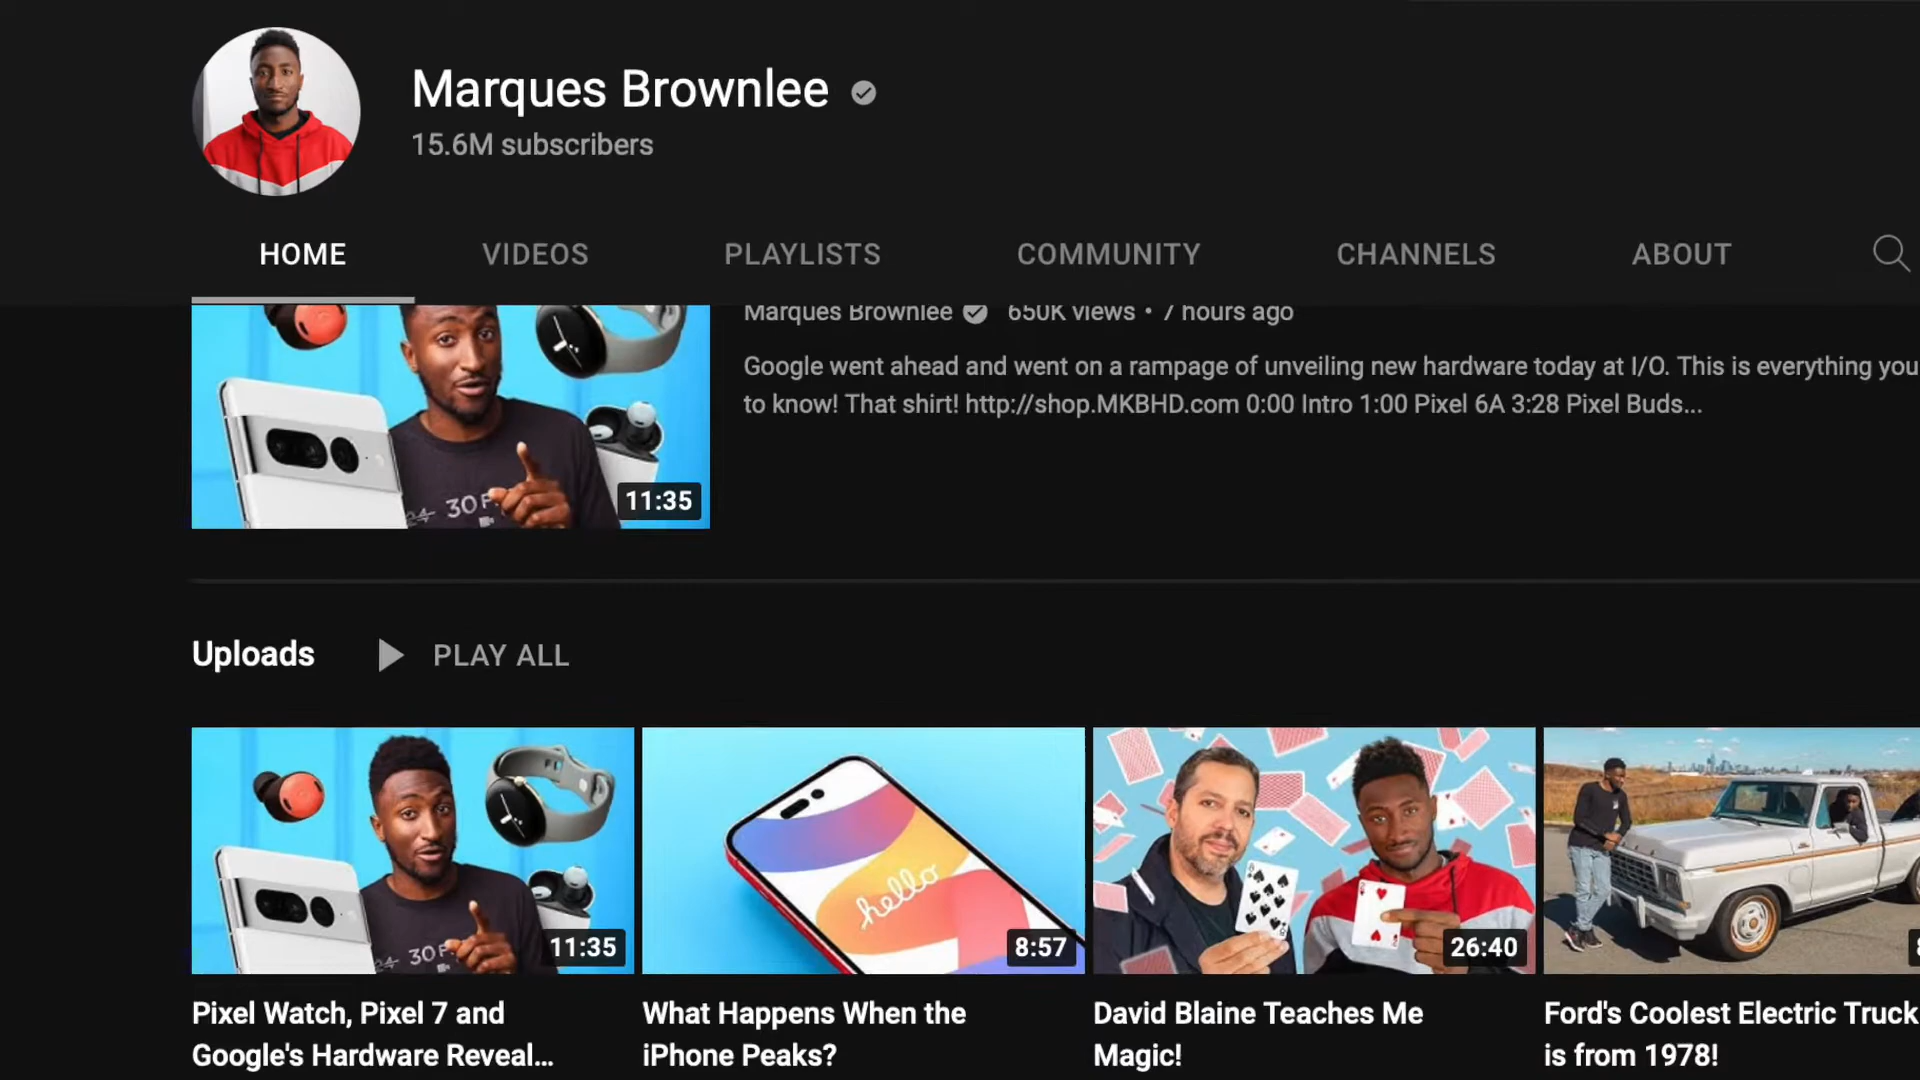 Marques Brownlee
15.6M subscribers
HOME VIDEOS PLAYLISTS COMMUNITY CHANNELS ABOUT
Marques Brownlee 650K views • 7 hours ago
Google went ahead and went on a rampage of unveiling new hardware today at I/O. This is everything you
to know! That shirt! http://shop.MKBHD.com 0:00 Intro 1:00 Pixel 6A 3:28 Pixel Buds...
30 F
11:35
Uploads PLAY ALL
hello
30 F
11:35
8:57
26:40
Pixel Watch, Pixel 7 and
Google's Hardware Reveal...
What Happens When the
iPhone Peaks?
David Blaine Teaches Me
Magic!
Ford's Coolest Electric Truck
is from 1978!